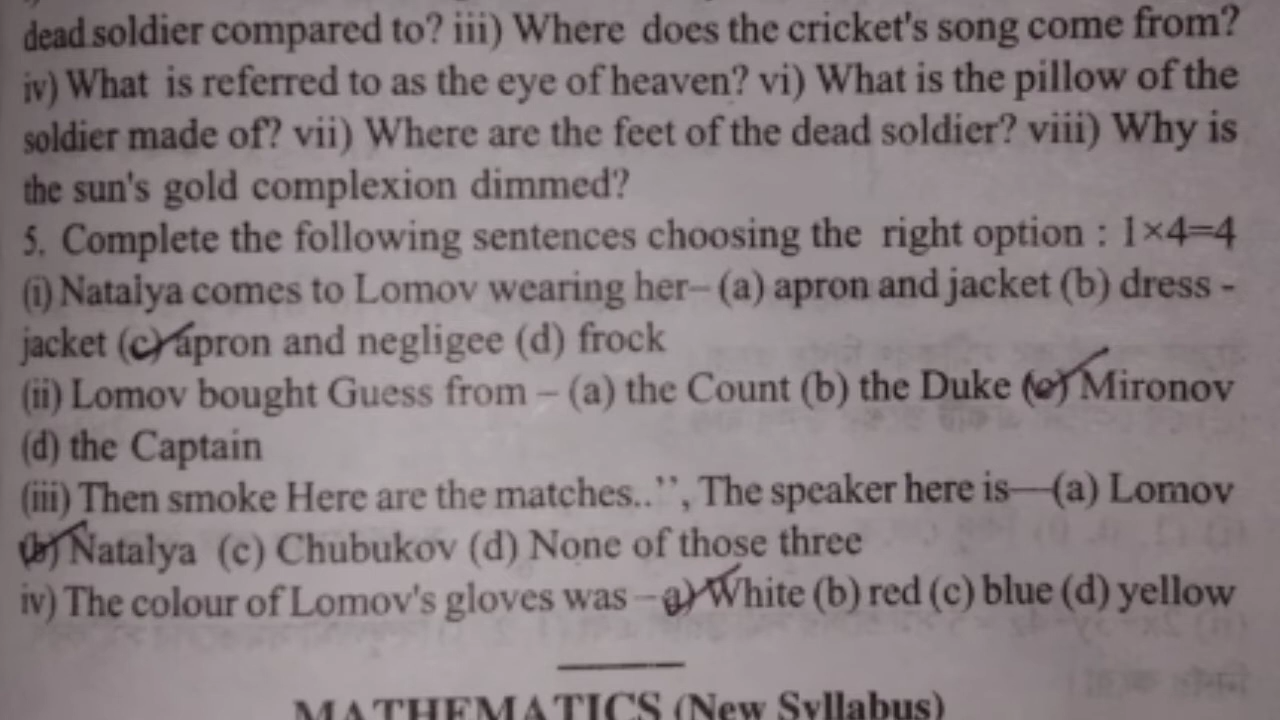 dead soldier compared to? iii) Where does the cricket's song come from?
iv) What is referred to as the eye of heaven? vi) What is the pillow of the
soldier made of? vii) Where are the feet of the dead soldier? viii) Why is
the sun's gold complexion dimmed?
5. Complete the following sentences choosing the right option : 1×4=4
(i) Natalya comes to Lomov wearing her– (a) apron and jacket (b) dress -
jacket (c) apron and negligee (d) frock
(ii) Lomov bought Guess from – (a) the Count (b) the Duke (c) Mironov
(d) the Captain
(iii) Then smoke Here are the matches..’’, The speaker here is—(a) Lomov
(b) Natalya (c) Chubukov (d) None of those three
iv) The colour of Lomov's gloves was – a) White (b) red (c) blue (d) yellow
MATHEMATICS (New Syllabus)